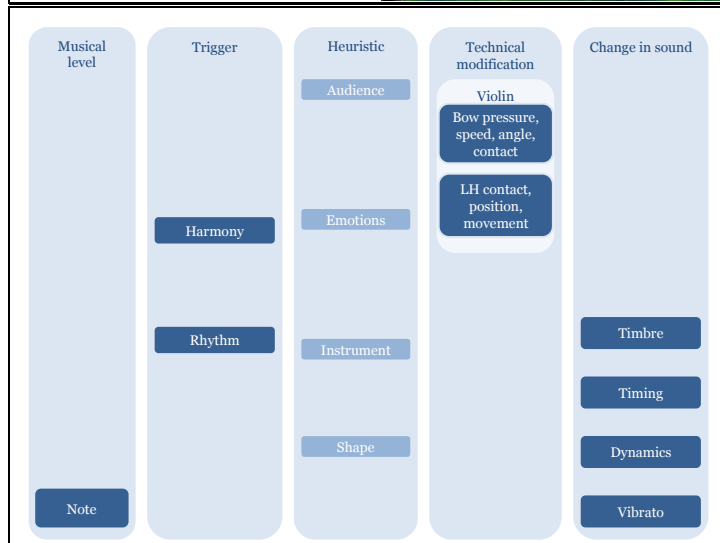 Musical
level
Note
Trigger
Harmony
Rhythm
Heuristic
Audience
Emotions
Instrument
Shape
Technical
modification
Violin
Bow pressure,
speed, angle,
contact
LH contact,
position,
movement
Change in sound
Timbre
Timing
Dynamics
Vibrato